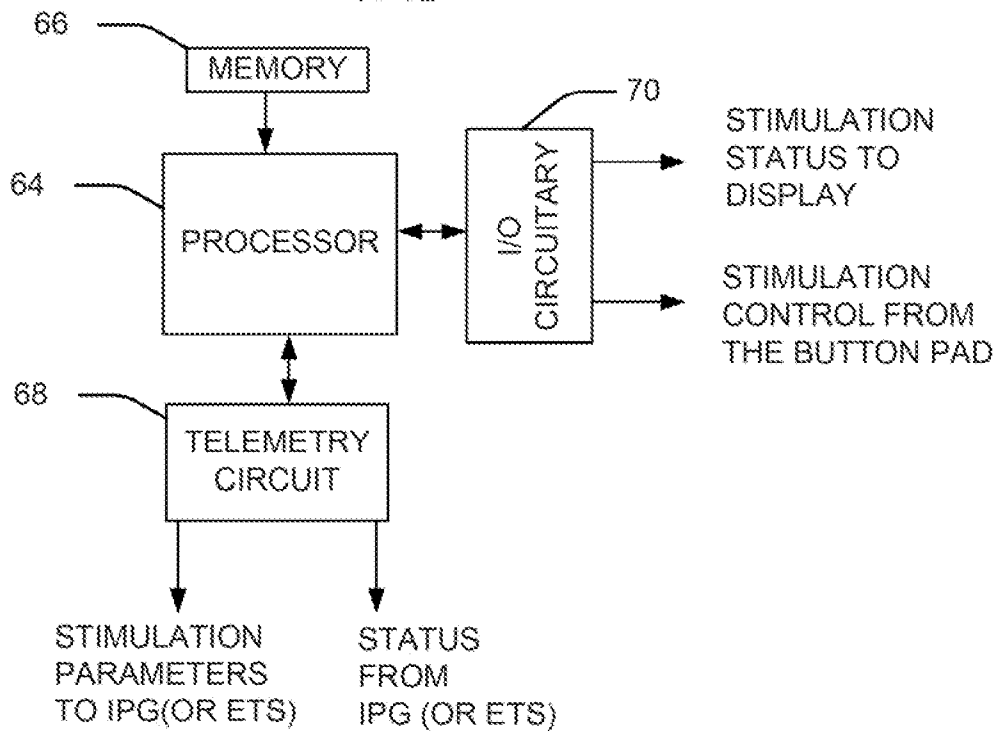 66
MEMORY
70
STIMULATION
STATUS TO
DISPLAY
64
PROCESSOR
I/O
CIRCUITARY
STIMULATION
CONTROL FROM
THE BUTTON PAD
68
TELEMETRY
CIRCUIT
STIMULATION
PARAMETERS
TO IPG(OR ETS)
STATUS
FROM
IPG (OR ETS)